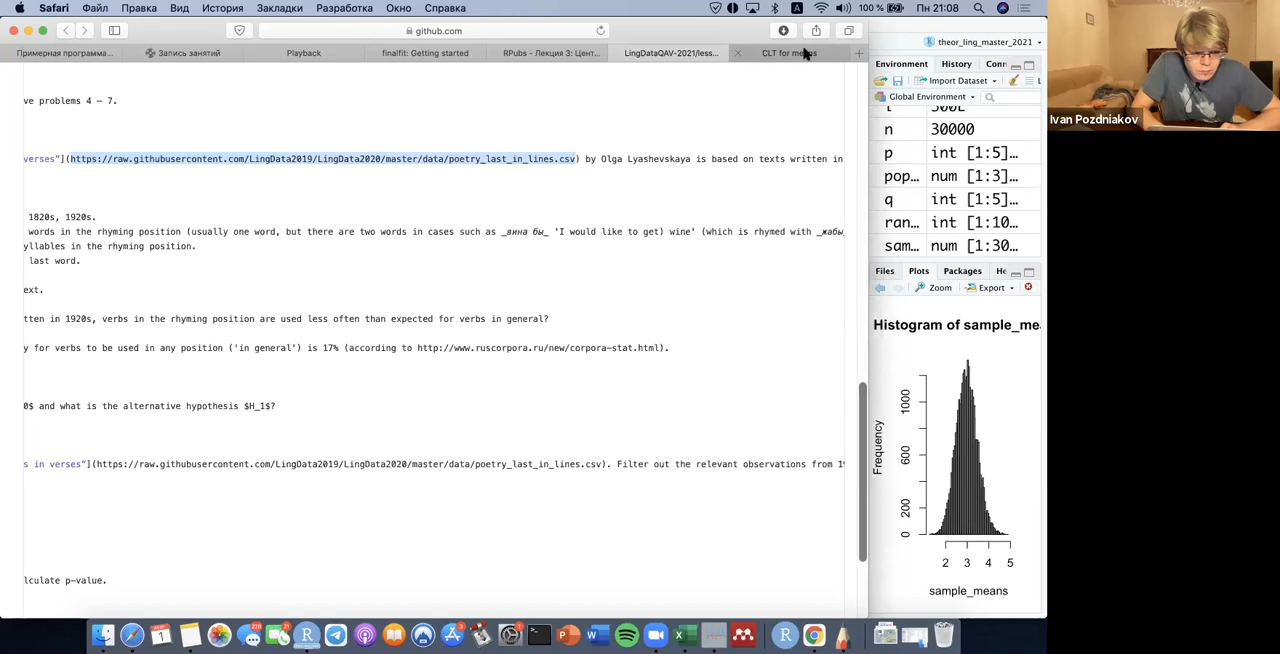 Safari Файл Правка Вид История Закладки Разработка Окно Справка
A 100 % Пн 21:08
github.com
Примерная программа... Запись занятий Playback finalfit: Getting started RPubs - Лекция 3: Цент... LingDataQAV-2021/less... CLT for means
theor_ling_master_2021
Environment History Conn
Import Dataset
Global Environment
n 30000
p int [1:5]…
pop… num [1:3]…
q int [1:5]…
ran… int [1:10…
sam… num [1:30…
Files Plots Packages He
Zoom Export
Histogram of sample_me
Frequency
200 600 1000
0
2 3 4 5
sample_means
Ivan Pozdniakov
ve problems 4 – 7.
verses"](https://raw.githubusercontent.com/LingData2019/LingData2020/master/data/poetry_last_in_lines.csv) by Olga Lyashevskaya is based on texts written in
1820s, 1920s.
words in the rhyming position (usually one word, but there are two words in cases such as _вина бы_ 'I would like to get) wine' (which is rhymed with _жабы_
yllables in the rhyming position.
last word.
ext.
tten in 1920s, verbs in the rhyming position are used less often than expected for verbs in general?
y for verbs to be used in any position ('in general') is 17% (according to http://www.ruscorpora.ru/new/corpora-stat.html).
0$ and what is the alternative hypothesis $H_1$?
s in verses"](https://raw.githubusercontent.com/LingData2019/LingData2020/master/data/poetry_last_in_lines.csv). Filter out the relevant observations from 19
lculate p-value.